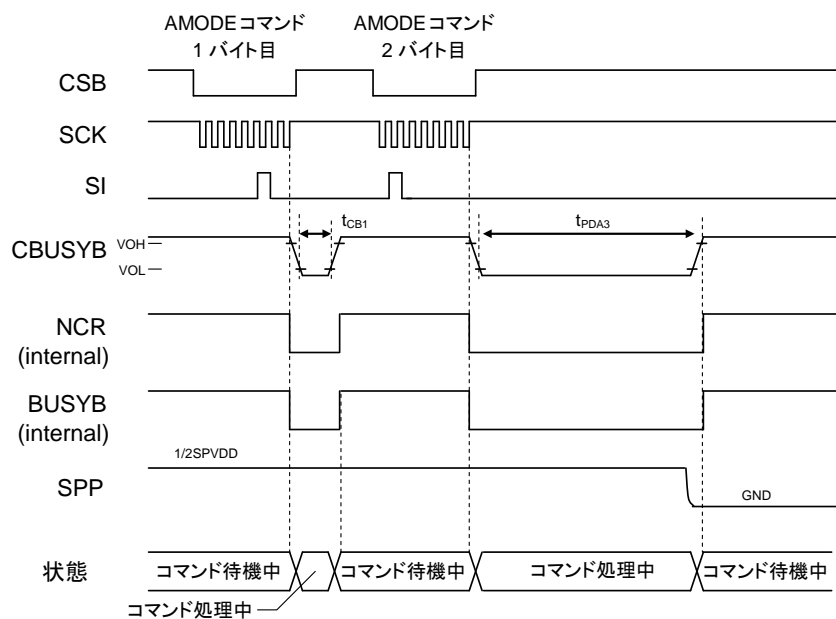 AMODEコマンド AMODEコマンド
1 バイト目 2 バイト目
CSB
SCK
SI
tCB1 tPDA3
VOH
CBUSYB
VOL
NCR
(internal)
BUSYB
(internal)
1/2SPVDD
SPP
GND
状態 コマンド待機中 コマンド待機中 コマンド処理中 コマンド待機中
コマンド処理中